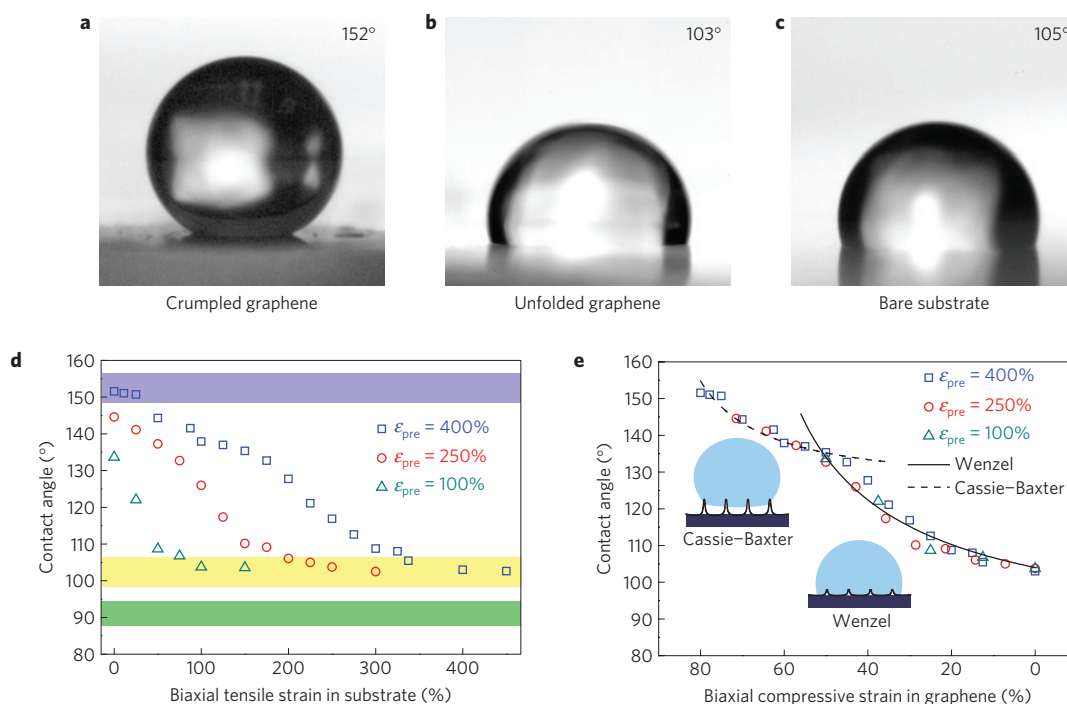 a
152°
b
103°
c
105°
Crumpled graphene
Unfolded graphene
Bare substrate
d
160
150
140
130
120
110
100
90
80
Contact angle (°)
εpre = 400%
εpre = 250%
εpre = 100%
0
100
200
300
400
Biaxial tensile strain in substrate (%)
e
160
150
140
130
120
110
100
90
80
Contact angle (°)
εpre = 400%
εpre = 250%
εpre = 100%
Wenzel
Cassie–Baxter
Cassie–Baxter
Wenzel
80
60
40
20
0
Biaxial compressive strain in graphene (%)